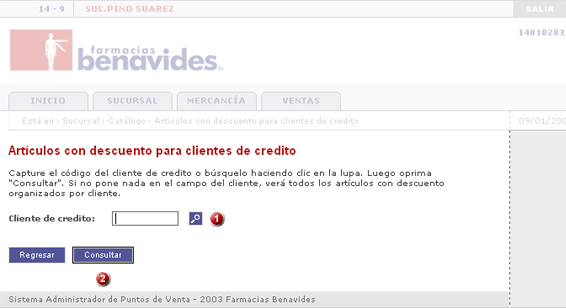 14 - 9 SUC.PINO SUAREZ SALIR
14018283
farmacias
benavides
INICIO SUCURSAL MERCANCÍA VENTAS
Está en : Sucursal : Catálogo : Artículos con descuento para clientes de credito 09/01/200
Artículos con descuento para clientes de credito
Capture el código del cliente de credito o búsquelo haciendo clic en la lupa. Luego oprima
"Consultar". Si no pone nada en el campo del cliente, verá todos los artículos con descuento
organizados por cliente.
Cliente de credito: 1
Regresar Consultar
2
Sistema Administrador de Puntos de Venta - 2003 Farmacias Benavides